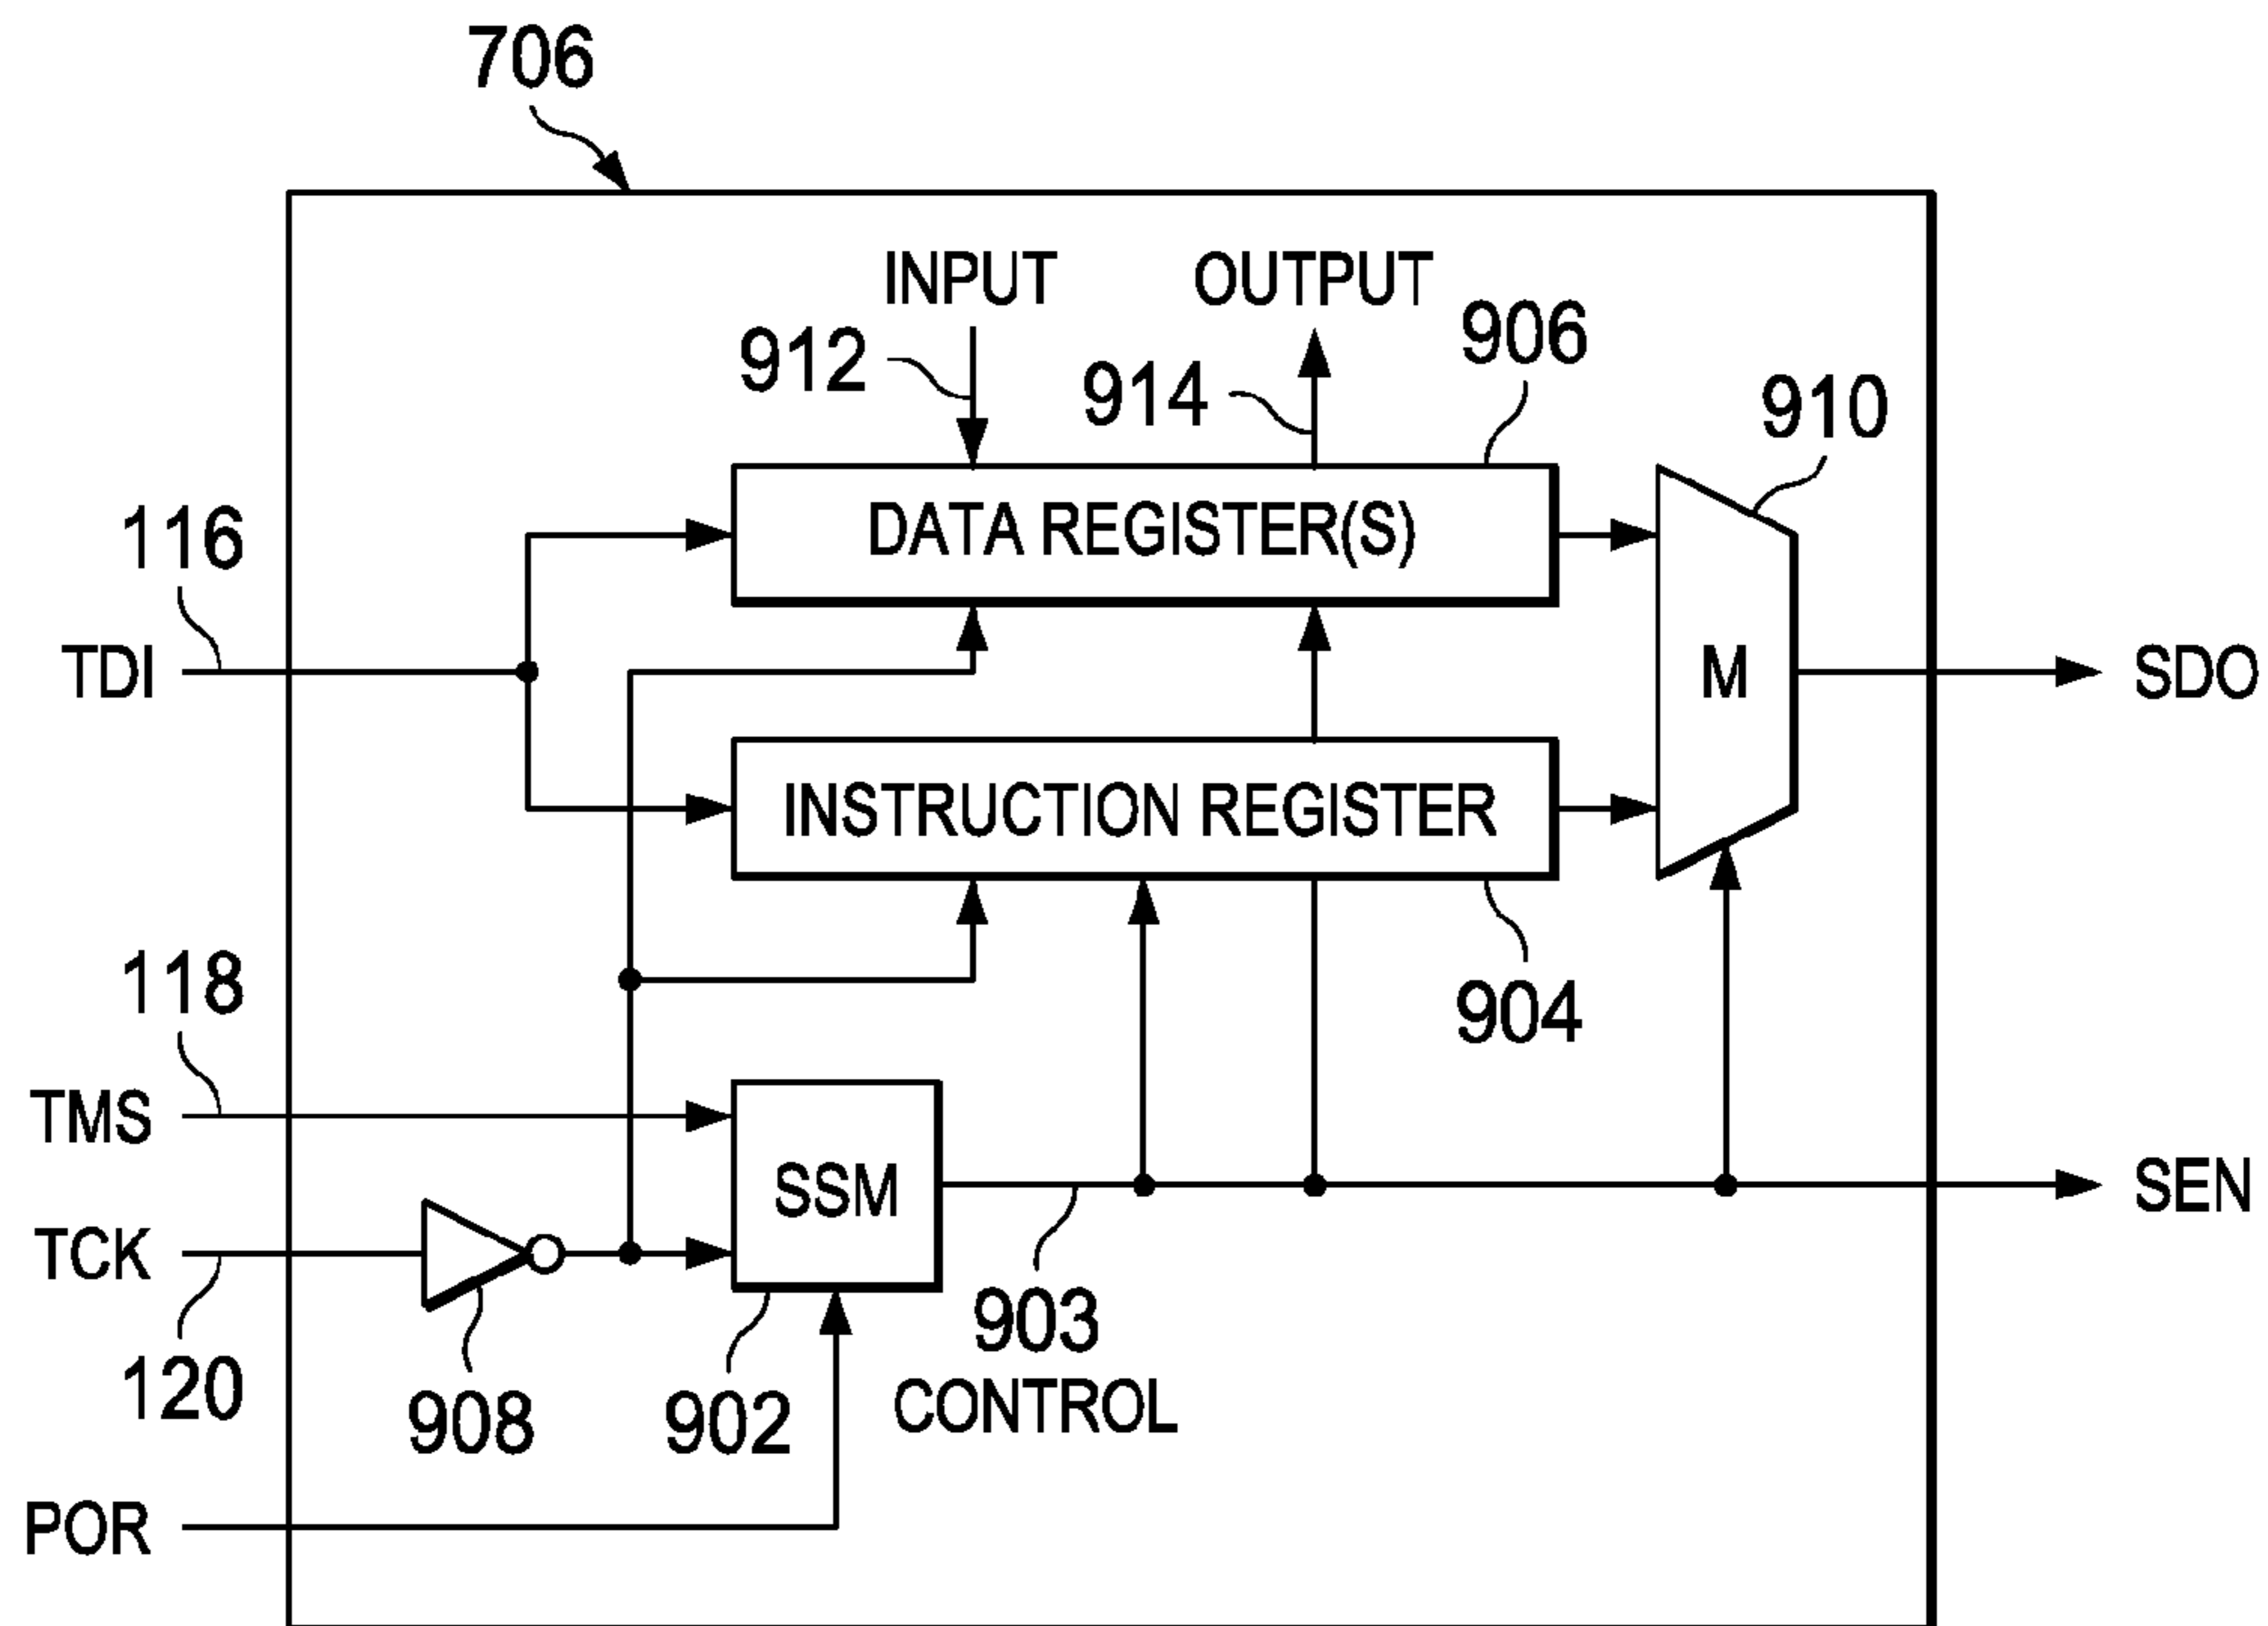 706
INPUT
OUTPUT
912
914
906
910
116
DATA REGISTER(S)
TDI
M
SDO
INSTRUCTION REGISTER
118
904
TMS
SSM
SEN
TCK
903
CONTROL
120
908
902
POR